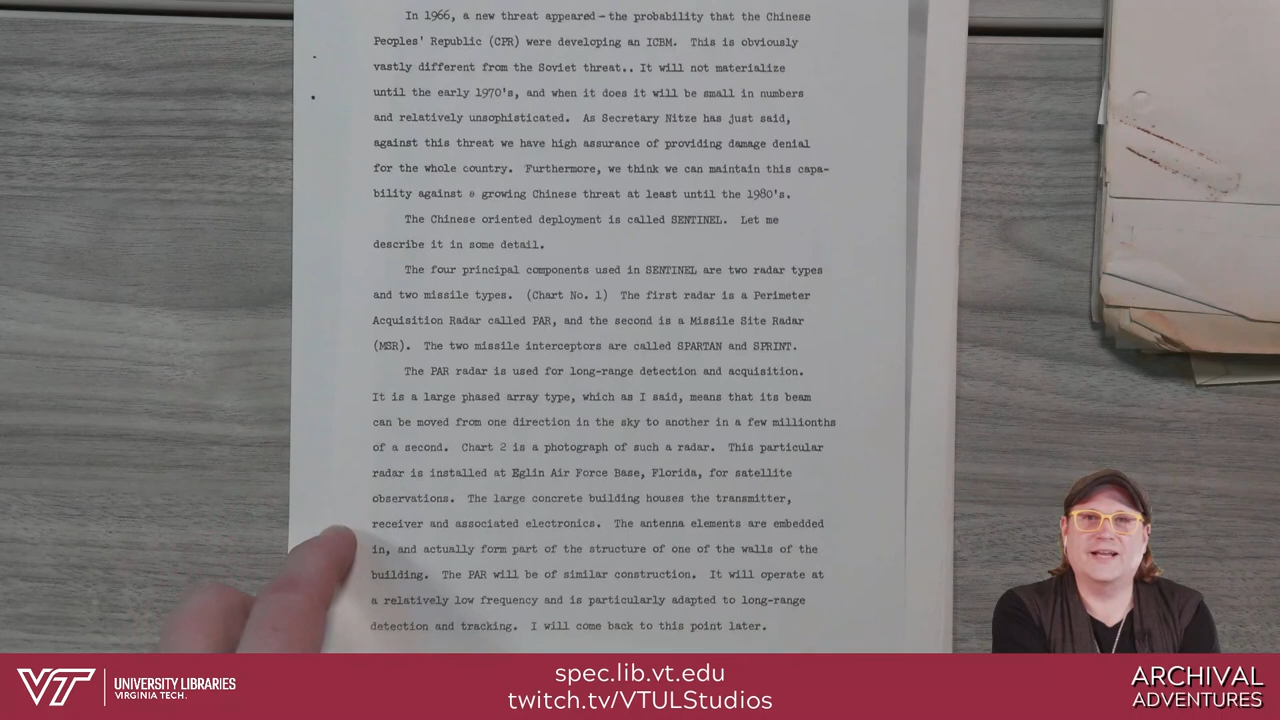 In 1966, a new threat appeared - the probability that the Chinese
Peoples' Republic (CPR) were developing an ICBM. This is obviously
vastly different from the Soviet threat.. It will not materialize
until the early 1970's, and when it does it will be small in numbers
and relatively unsophisticated. As Secretary Nitze has just said,
against this threat we have high assurance of providing damage denial
for the whole country. Furthermore, we think we can maintain this capa-
bility against a growing Chinese threat at least until the 1980's.
The Chinese oriented deployment is called SENTINEL. Let me
describe it in some detail.
The four principal components used in SENTINEL are two radar types
and two missile types. (Chart No. 1) The first radar is a Perimeter
Acquisition Radar called PAR, and the second is a Missile Site Radar
(MSR). The two missile interceptors are called SPARTAN and SPRINT.
The PAR radar is used for long-range detection and acquisition.
It is a large phased array type, which as I said, means that its beam
can be moved from one direction in the sky to another in a few millionths
of a second. Chart 2 is a photograph of such a radar. This particular
radar is installed at Eglin Air Force Base, Florida, for satellite
observations. The large concrete building houses the transmitter,
receiver and associated electronics. The antenna elements are embedded
in, and actually form part of the structure of one of the walls of the
building. The PAR will be of similar construction. It will operate at
a relatively low frequency and is particularly adapted to long-range
detection and tracking. I will come back to this point later.
VT
UNIVERSITY LIBRARIES
VIRGINIA TECH.
spec.lib.vt.edu
twitch.tv/VTULStudios
ARCHIVAL
ADVENTURES